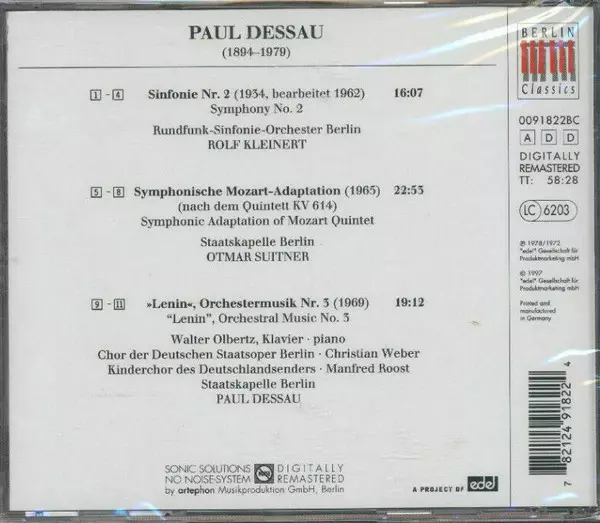 PAUL DESSAU
(1894–1979)
1 - 4 Sinfonie Nr. 2 (1934, bearbeitet 1962) 16:07
Symphony No. 2
Rundfunk-Sinfonie-Orchester Berlin
ROLF KLEINERT
5 - 8 Symphonische Mozart-Adaptation (1965) 22:53
(nach dem Quintett KV 614)
Symphonic Adaptation of Mozart Quintet
Staatskapelle Berlin
OTMAR SUITNER
9 - 11 »Lenin«, Orchestermusik Nr. 3 (1969) 19:12
“Lenin”, Orchestral Music No. 3
Walter Olbertz, Klavier · piano
Chor der Deutschen Staatsoper Berlin · Christian Weber
Kinderchor des Deutschlandsenders · Manfred Roost
Staatskapelle Berlin
PAUL DESSAU
SONIC SOLUTIONS
NO NOISE-SYSTEM
DIGITALLY
REMASTERED
by artephon Musikproduktion GmbH, Berlin
A PROJECT OF edel
BERLIN
Classics
0091822BC
A D D
DIGITALLY
REMASTERED
TT: 58:28
LC 6203
℗ 1978/1972
"edel" Gesellschaft für
Produktmarketing mbH
© 1997
"edel" Gesellschaft für
Produktmarketing mbH
Printed and
manufactured
in Germany
7 82124 91822 4